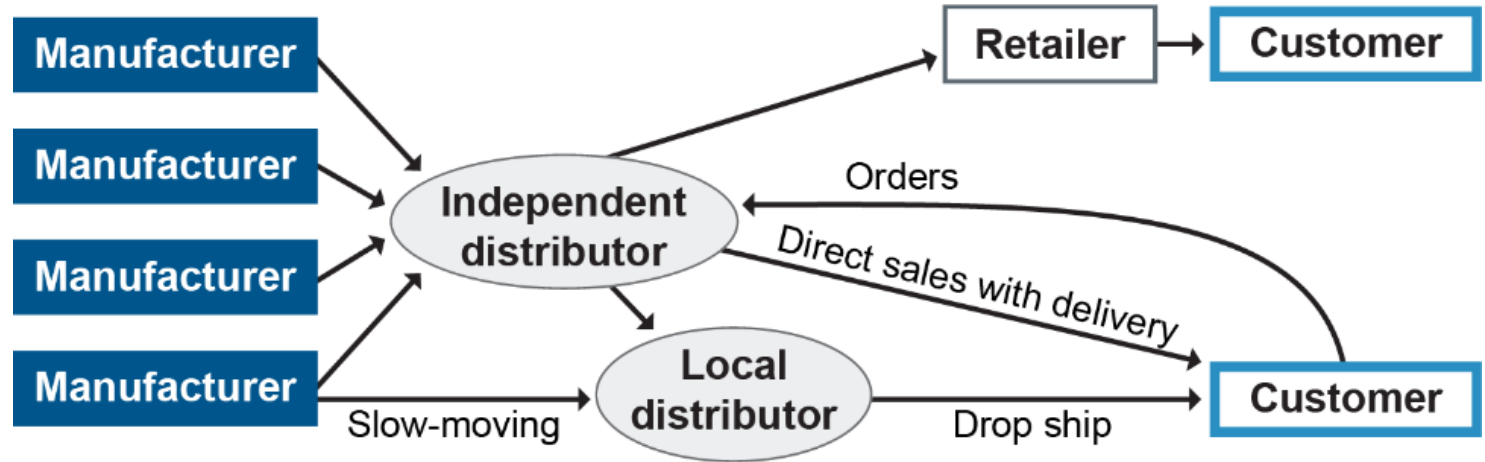 Manufacturer
Retailer
Customer
Manufacturer
Orders
Independent
distributor
Direct sales with delivery
Manufacturer
Manufacturer
Slow-moving
Local
distributor
Drop ship
Customer